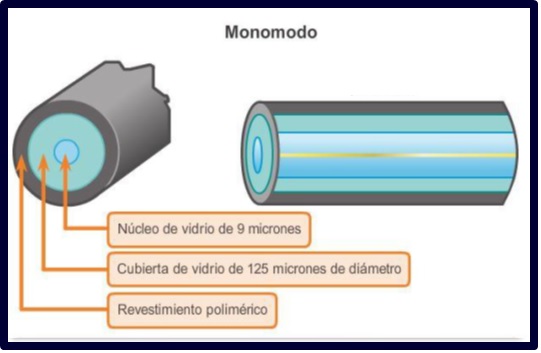 Monomodo
Núcleo de vidrio de 9 micrones
Cubierta de vidrio de 125 micrones de diámetro
Revestimiento polimérico